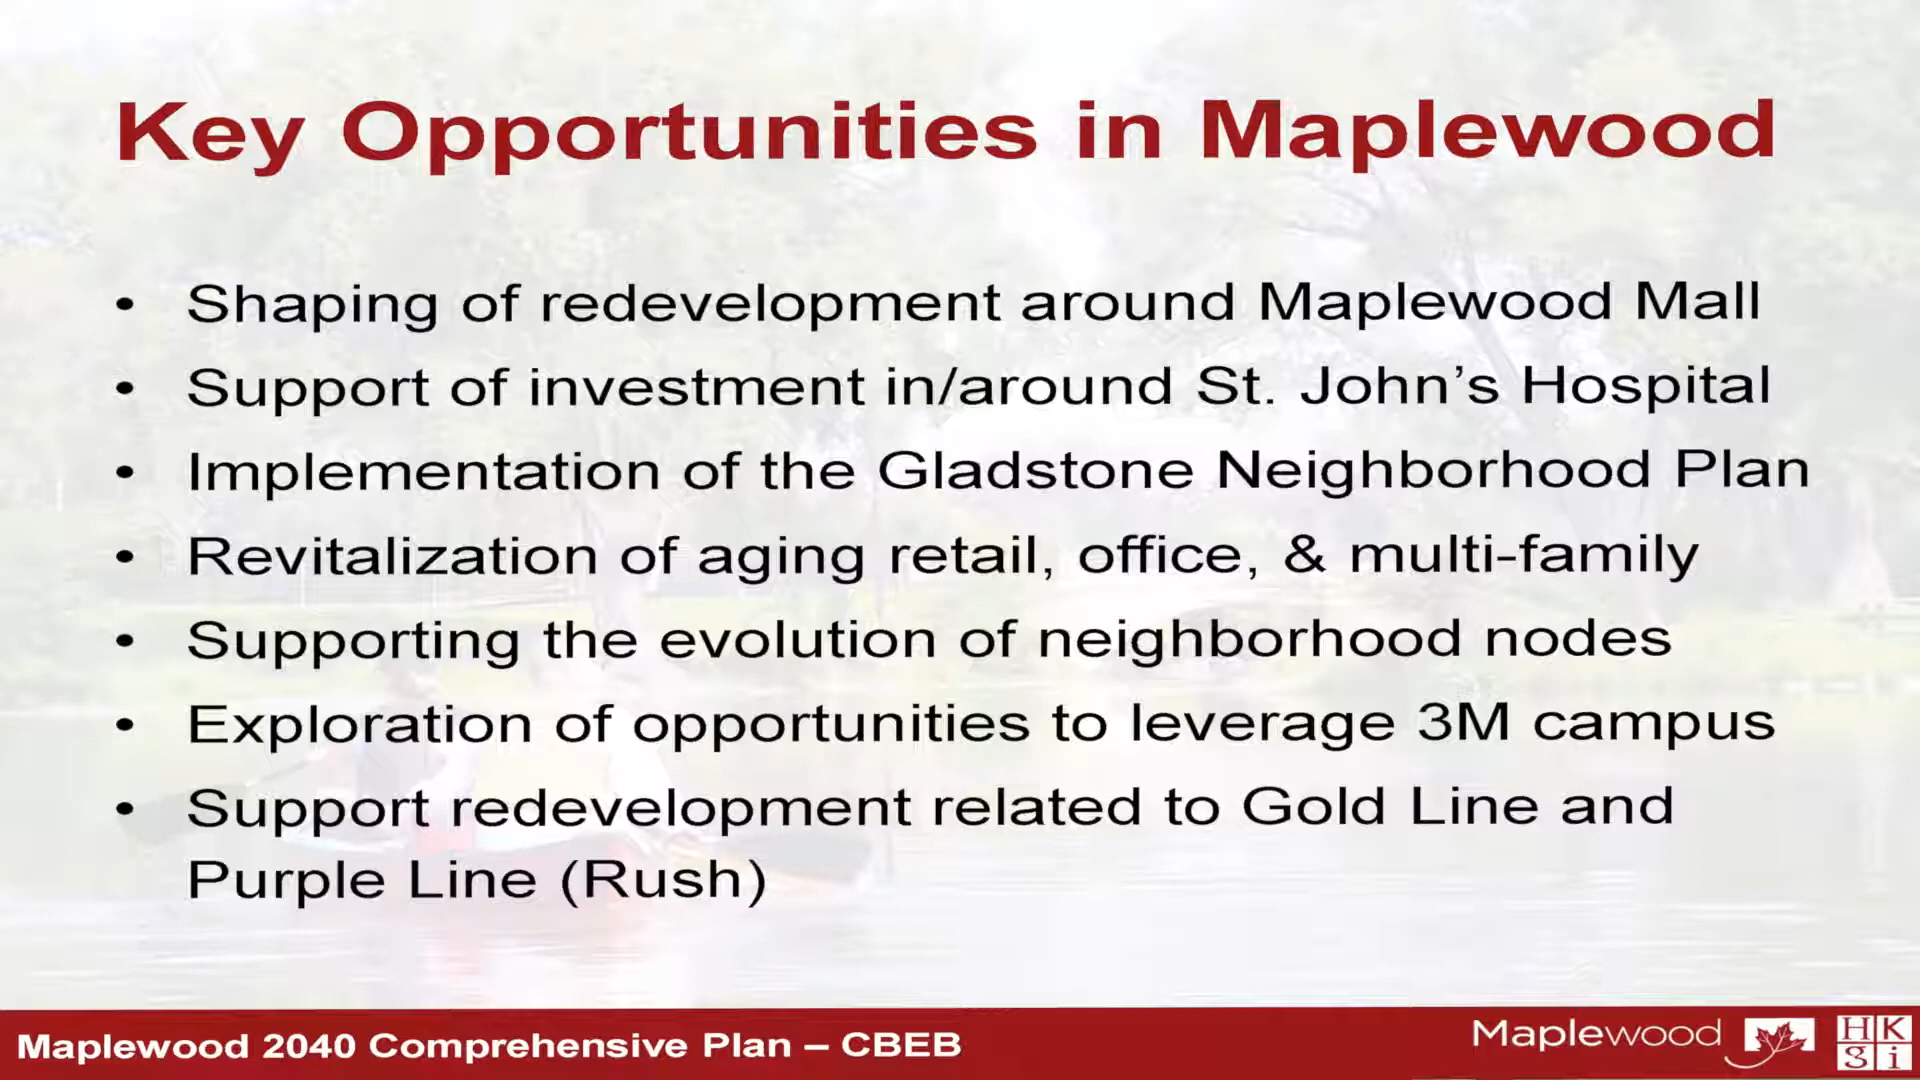 Key Opportunities in Maplewood
• Shaping of redevelopment around Maplewood Mall
• Support of investment in/around St. John’s Hospital
• Implementation of the Gladstone Neighborhood Plan
• Revitalization of aging retail, office, & multi-family
• Supporting the evolution of neighborhood nodes
• Exploration of opportunities to leverage 3M campus
• Support redevelopment related to Gold Line and
Purple Line (Rush)
Maplewood 2040 Comprehensive Plan – CBEB
Maplewood
HK
gi